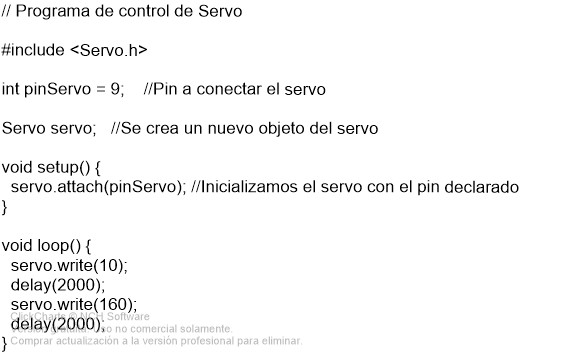 // Programa de control de Servo
#include <Servo.h>
int pinServo = 9;    //Pin a conectar el servo
Servo servo;   //Se crea un nuevo objeto del servo
void setup() {
  servo.attach(pinServo); //Inicializamos el servo con el pin declarado
}
void loop() {
  servo.write(10);
  delay(2000);
  servo.write(160);
ClickCharts © NCH Software
  delay(2000);
Versión gratuita - Uso no comercial solamente.
}
Comprar actualización a la versión profesional para eliminar.